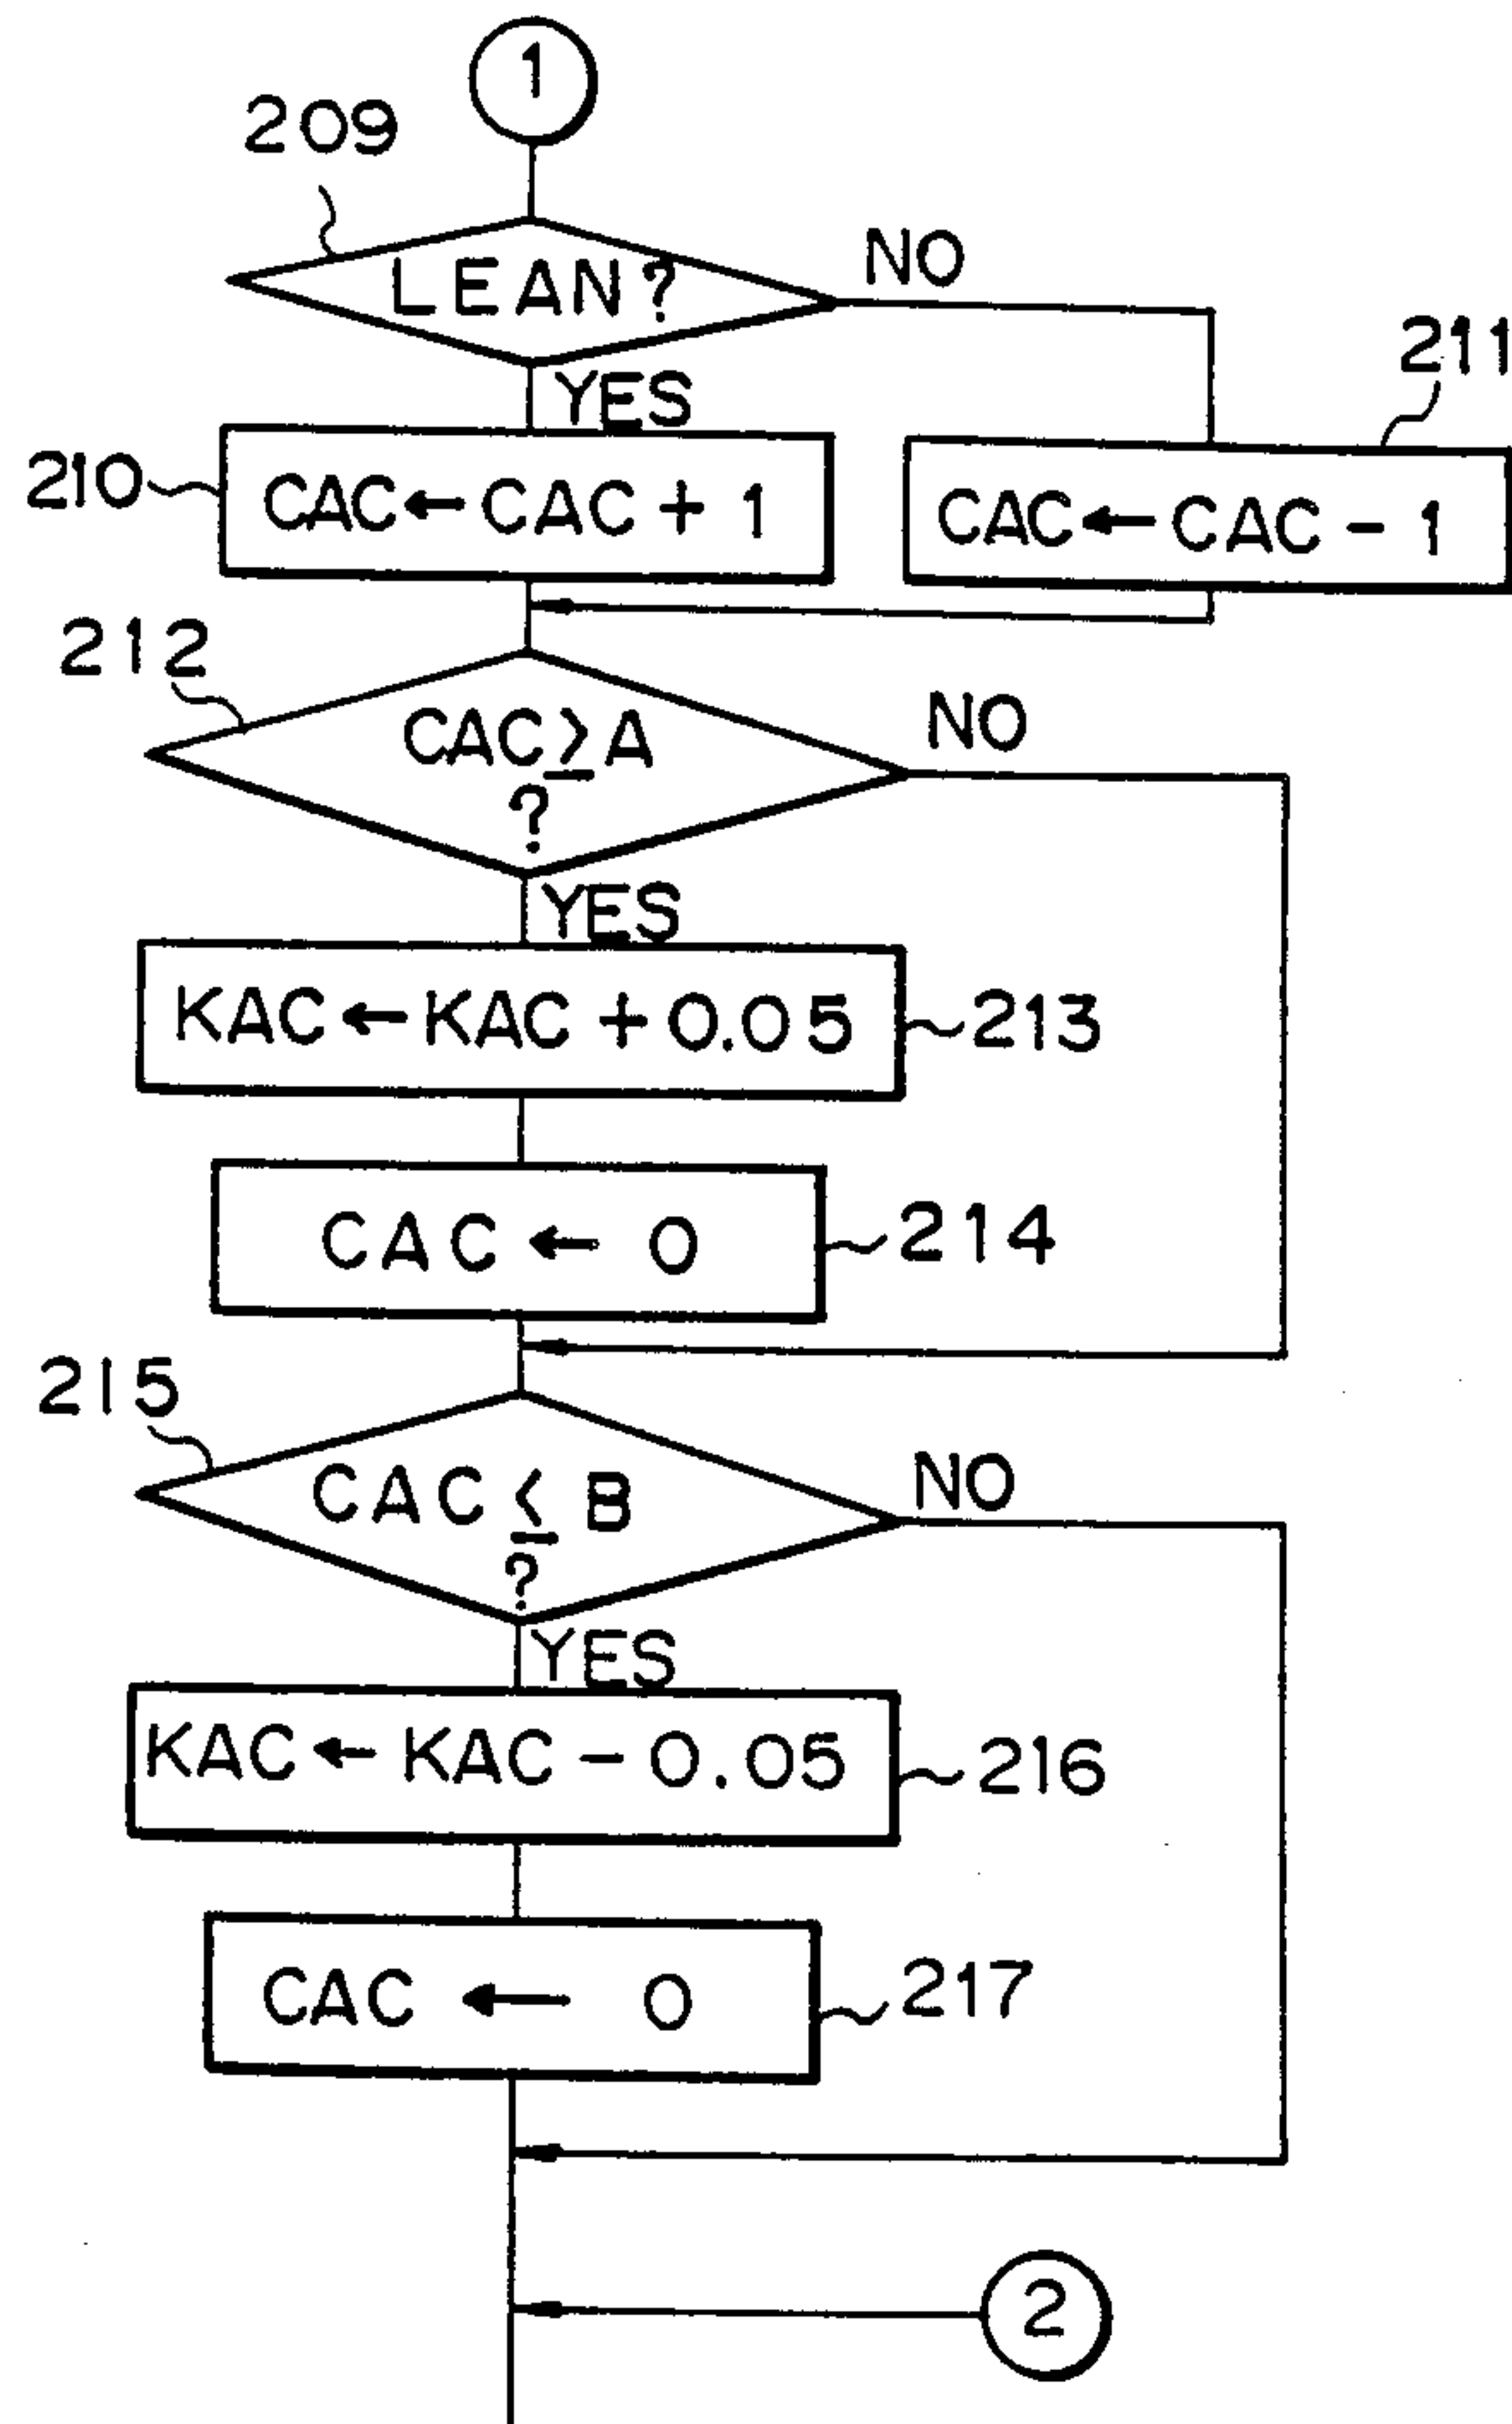 1
209
LEAN?
NO
YES
211
210
CAC ← CAC + 1
CAC ← CAC - 1
212
CAC ≥ A
?
NO
YES
KAC ← KAC + 0.05
213
CAC ← 0
214
215
CAC ≤ B
?
NO
YES
KAC ← KAC - 0.05
216
CAC ← 0
217
2